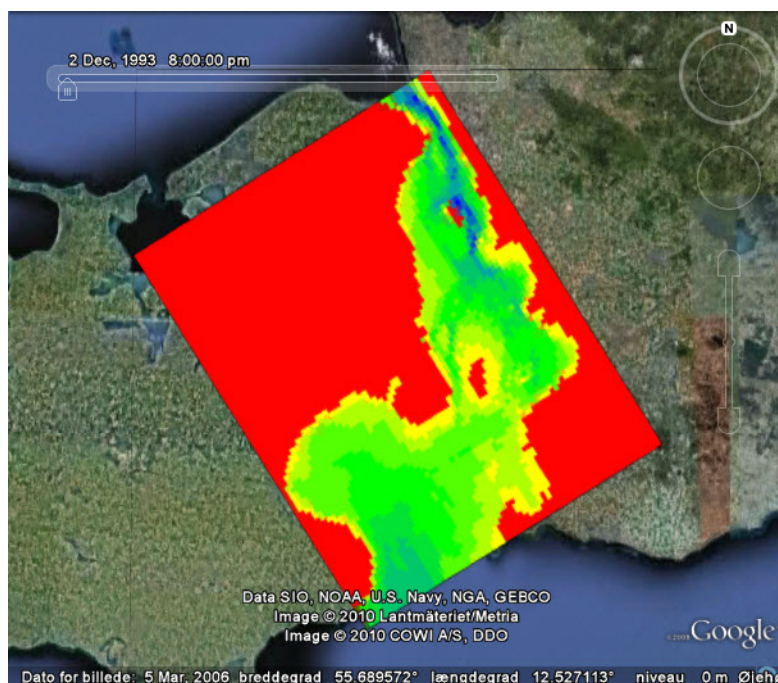 N
2 Dec, 1993 8:00:00 pm
Data SIO, NOAA, U.S. Navy, NGA, GEBCO
Image © 2010 Lantmäteriet/Metria
Image © 2010 COWI A/S, DDO
Google
Dato for billede: 5 Mar, 2006 breddegrad 55.689572° længdegrad 12.527113° niveau 0 m Øjeh.